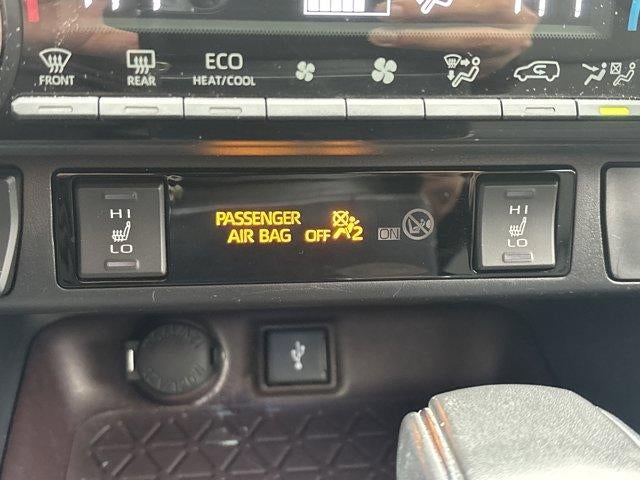 FRONT
REAR
ECO
HEAT/COOL
HI
LO
PASSENGER
AIR BAG OFF 2
ON
HI
LO